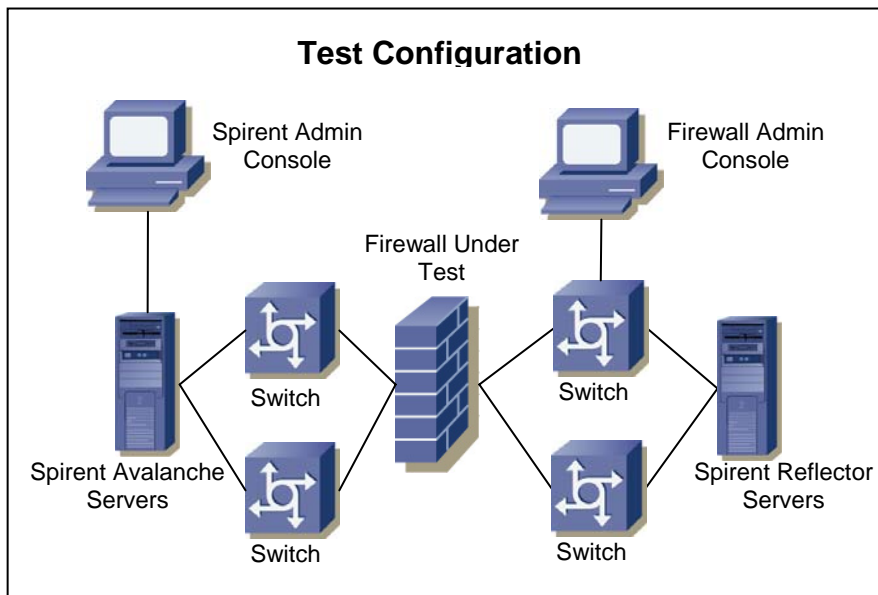 Test Configuration
Spirent Admin
Console
Firewall Admin
Console
Firewall Under
Test
Switch
Switch
Spirent Avalanche
Servers
Spirent Reflector
Servers
Switch
Switch